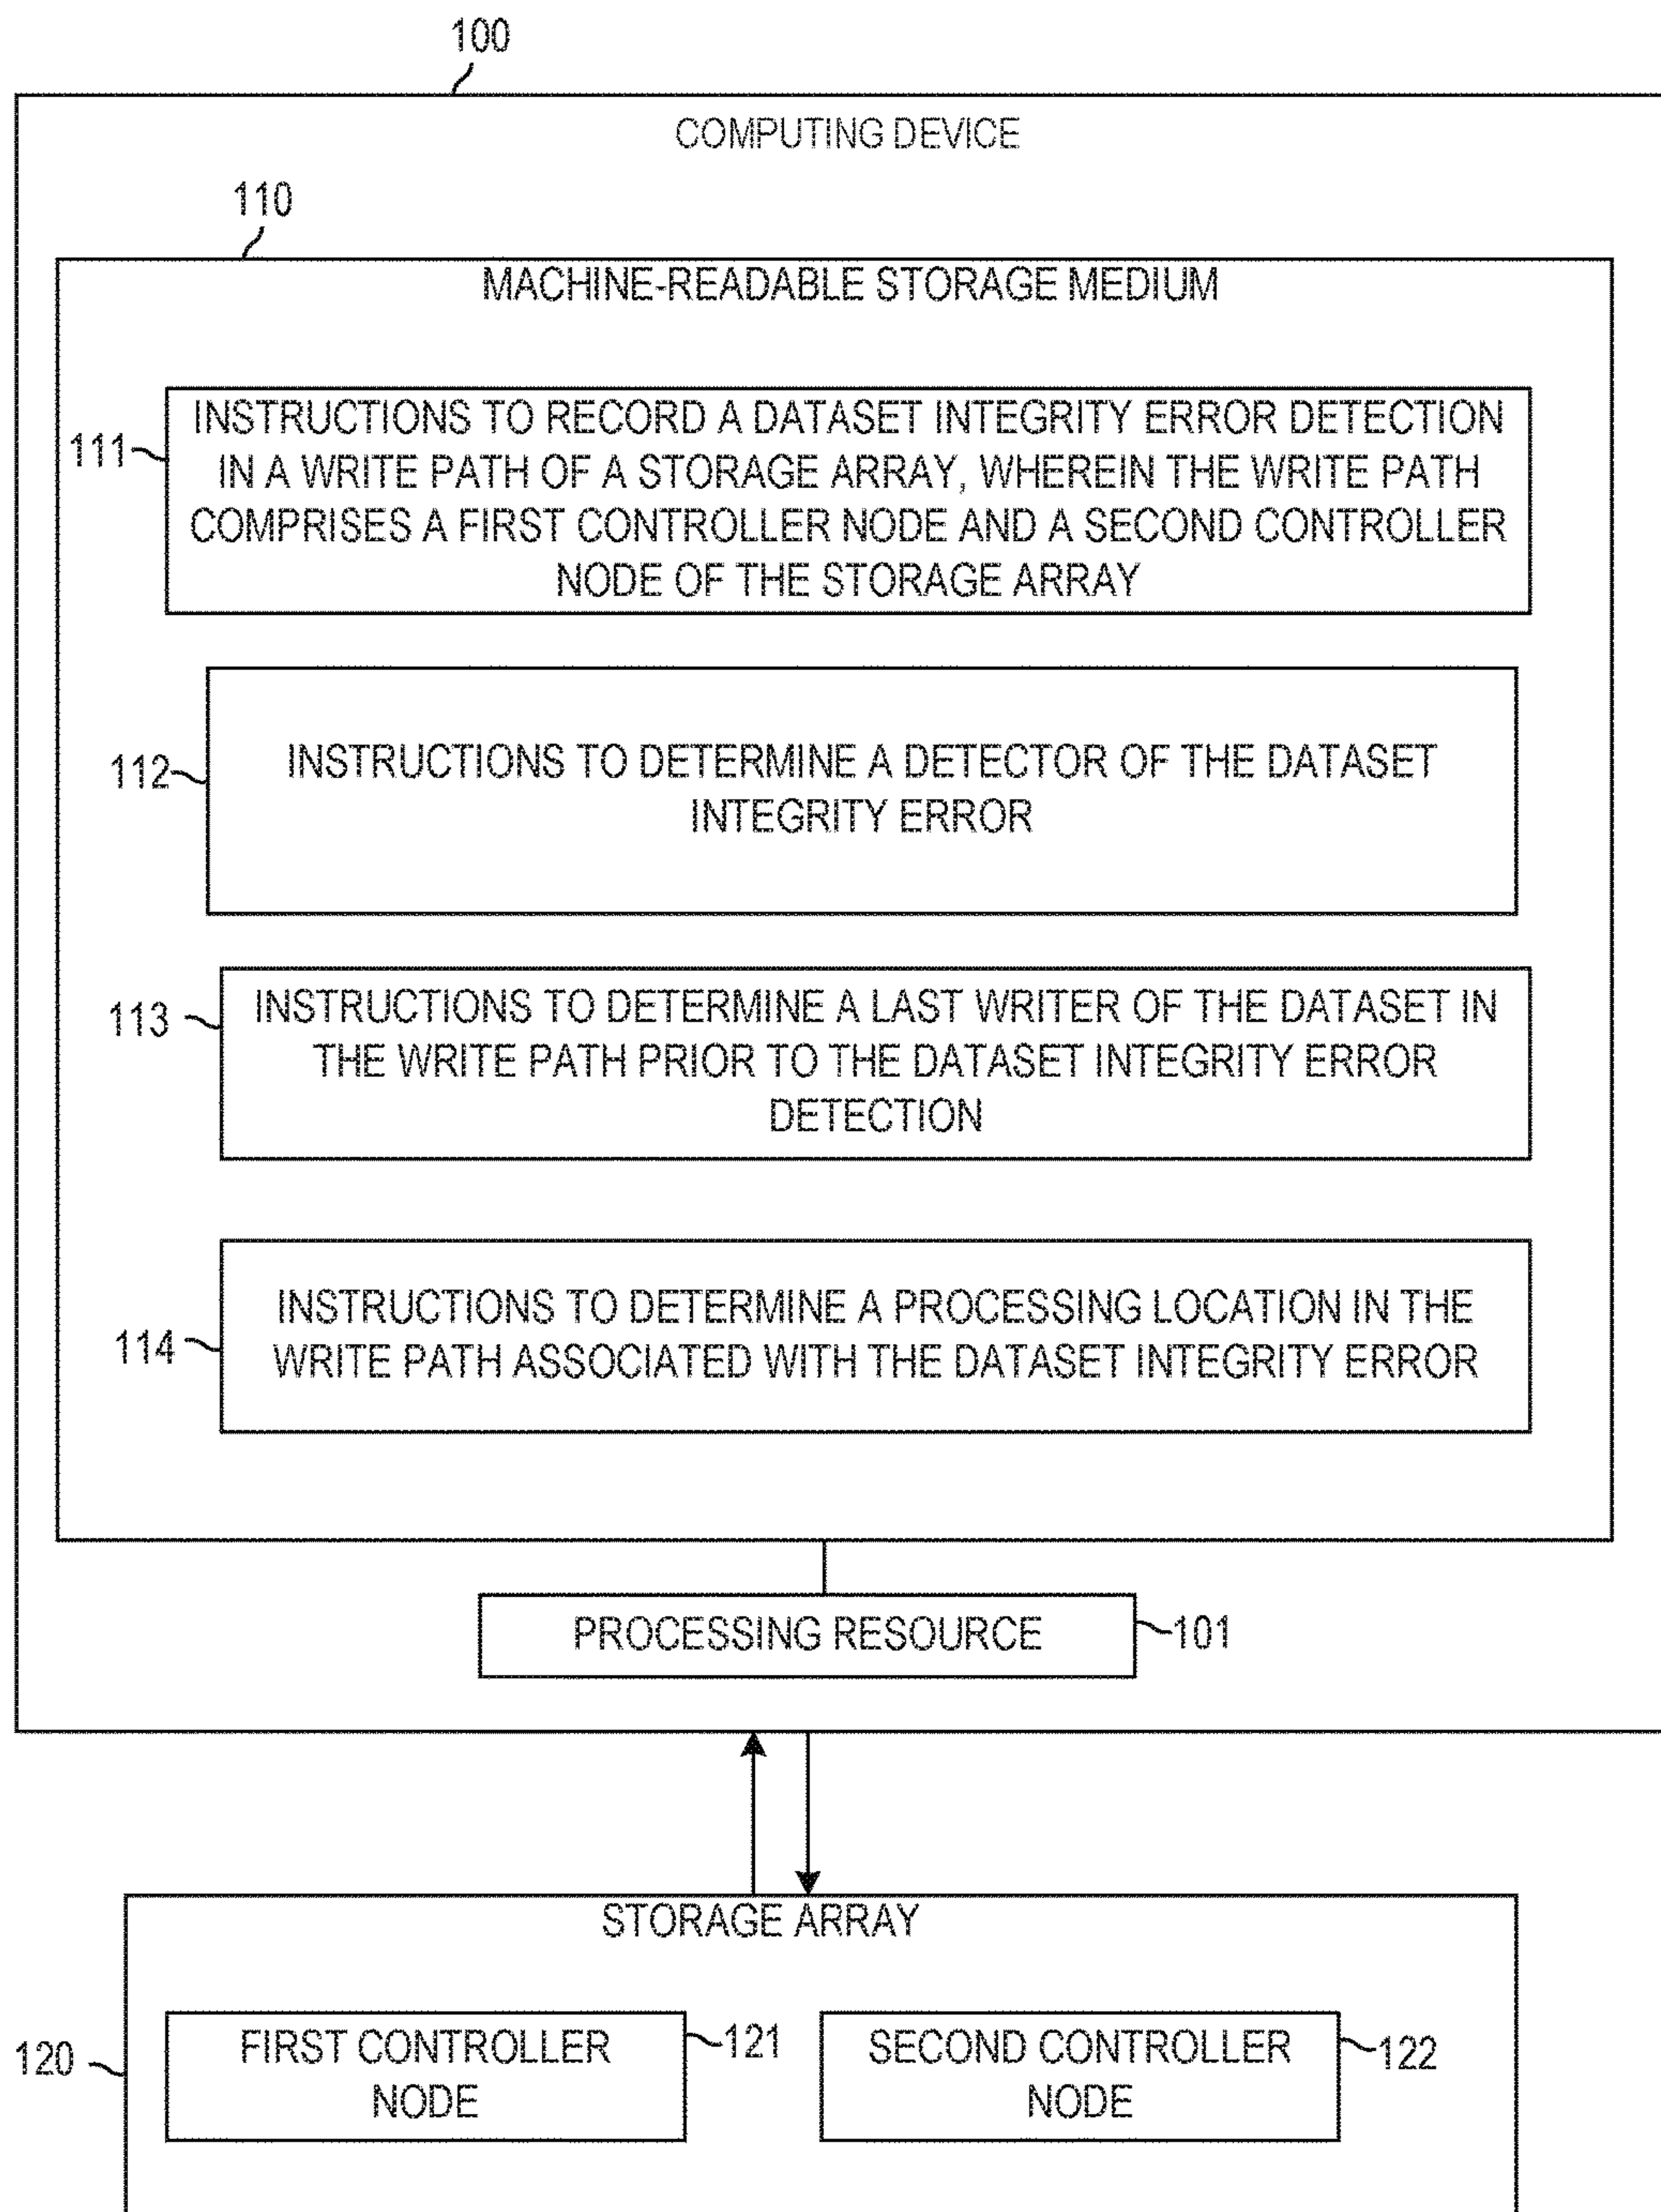 100
COMPUTING DEVICE
110
MACHINE-READABLE STORAGE MEDIUM
111
INSTRUCTIONS TO RECORD A DATASET INTEGRITY ERROR DETECTION
IN A WRITE PATH OF A STORAGE ARRAY, WHEREIN THE WRITE PATH
COMPRISES A FIRST CONTROLLER NODE AND A SECOND CONTROLLER
NODE OF THE STORAGE ARRAY
112
INSTRUCTIONS TO DETERMINE A DETECTOR OF THE DATASET
INTEGRITY ERROR
113
INSTRUCTIONS TO DETERMINE A LAST WRITER OF THE DATASET IN
THE WRITE PATH PRIOR TO THE DATASET INTEGRITY ERROR
DETECTION
114
INSTRUCTIONS TO DETERMINE A PROCESSING LOCATION IN THE
WRITE PATH ASSOCIATED WITH THE DATASET INTEGRITY ERROR
PROCESSING RESOURCE
101
STORAGE ARRAY
120
FIRST CONTROLLER
NODE
121
SECOND CONTROLLER
NODE
122